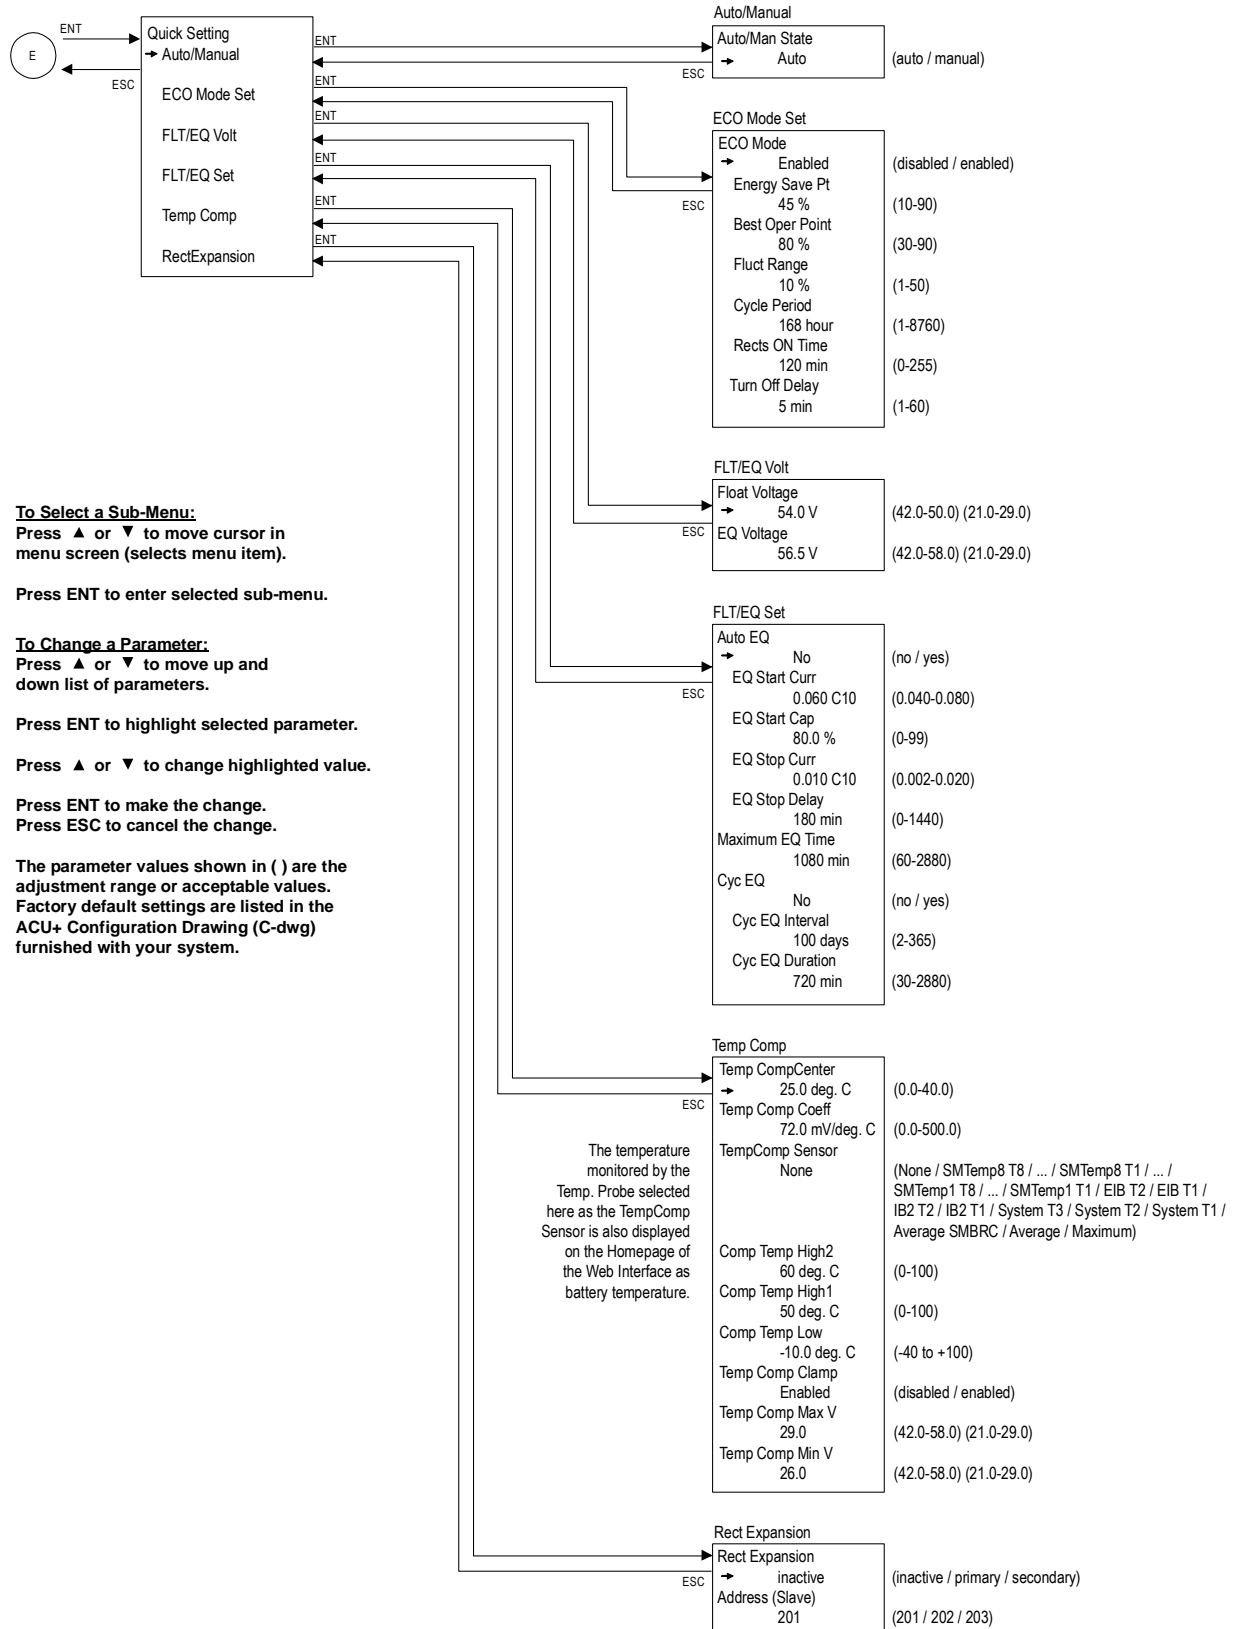 E
ENT
ESC
Quick Setting
Auto/Manual
ECO Mode Set
FLT/EQ Volt
FLT/EQ Set
Temp Comp
RectExpansion
ENT
ENT
ENT
ENT
ENT
ENT
Auto/Manual
Auto/Man State
Auto (auto / manual)
ESC
ECO Mode Set
ECO Mode
Enabled (disabled / enabled)
Energy Save Pt
ESC
45 % (10-90)
Best Oper Point
80 % (30-90)
Fluct Range
10 % (1-50)
Cycle Period
168 hour (1-8760)
Rects ON Time
120 min (0-255)
Turn Off Delay
5 min (1-60)
FLT/EQ Volt
Float Voltage
54.0 V (42.0-50.0) (21.0-29.0)
ESC
EQ Voltage
56.5 V (42.0-58.0) (21.0-29.0)
To Select a Sub-Menu:
Press ▲ or ▼ to move cursor in
menu screen (selects menu item).
Press ENT to enter selected sub-menu.
To Change a Parameter:
Press ▲ or ▼ to move up and
down list of parameters.
Press ENT to highlight selected parameter.
Press ▲ or ▼ to change highlighted value.
Press ENT to make the change.
Press ESC to cancel the change.
The parameter values shown in ( ) are the
adjustment range or acceptable values.
Factory default settings are listed in the
ACU+ Configuration Drawing (C-dwg)
furnished with your system.
FLT/EQ Set
Auto EQ
No (no / yes)
EQ Start Curr
ESC
0.060 C10 (0.040-0.080)
EQ Start Cap
80.0 % (0-99)
EQ Stop Curr
0.010 C10 (0.002-0.020)
EQ Stop Delay
180 min (0-1440)
Maximum EQ Time
1080 min (60-2880)
Cyc EQ
No (no / yes)
Cyc EQ Interval
100 days (2-365)
Cyc EQ Duration
720 min (30-2880)
Temp Comp
Temp CompCenter
25.0 deg. C (0.0-40.0)
ESC
Temp Comp Coeff
72.0 mV/deg. C (0.0-500.0)
TempComp Sensor
None (None / SMTemp8 T8 / ... / SMTemp8 T1 / ... /
SMTemp1 T8 / ... / SMTemp1 T1 / EIB T2 / EIB T1 /
IB2 T2 / IB2 T1 / System T3 / System T2 / System T1 /
Average SMBRC / Average / Maximum)
The temperature
monitored by the
Temp. Probe selected
here as the TempComp
Sensor is also displayed
on the Homepage of
the Web Interface as
battery temperature.
Comp Temp High2
60 deg. C (0-100)
Comp Temp High1
50 deg. C (0-100)
Comp Temp Low
-10.0 deg. C (-40 to +100)
Temp Comp Clamp
Enabled (disabled / enabled)
Temp Comp Max V
29.0 (42.0-58.0) (21.0-29.0)
Temp Comp Min V
26.0 (42.0-58.0) (21.0-29.0)
Rect Expansion
Rect Expansion
inactive (inactive / primary / secondary)
ESC
Address (Slave)
201 (201 / 202 / 203)